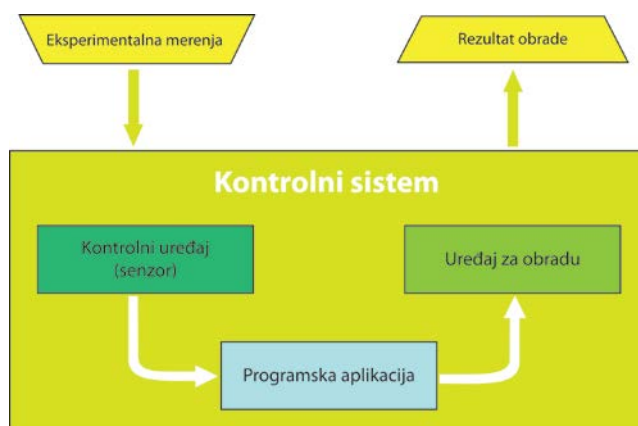 Eksperimentalna merenja
Rezultat obrade
Kontrolni sistem
Kontrolni uređaj
(senzor)
Uređaj za obradu
Programska aplikacija